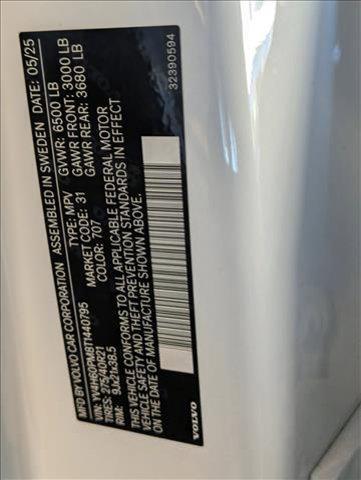 MFD BY VOLVO CAR CORPORATION ASSEMBLED IN SWEDEN DATE: 05/25
GVWR: 6500 LB
GAWR FRONT: 3000 LB
GAWR REAR: 3680 LB
VIN: YV4H60PM8T1440795 TYPE: MPV
TIRES: 275/40R21 MARKET CODE: 31
RIM: 9Jx21x38.5 COLOR: 707
VEHICLE CONFORMS TO ALL APPLICABLE FEDERAL MOTOR
VEHICLE SAFETY AND THEFT PREVENTION STANDARDS IN EFFECT
ON THE DATE OF MANUFACTURE SHOWN ABOVE.
VOLVO
32390594